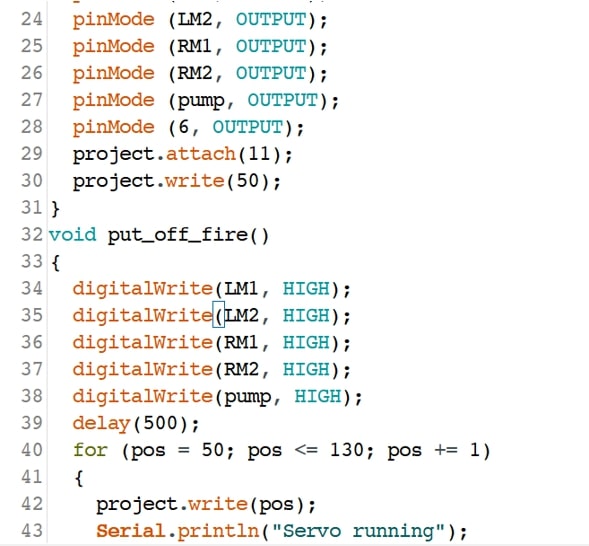 24 pinMode (LM2, OUTPUT);
25 pinMode (RM1, OUTPUT);
26 pinMode (RM2, OUTPUT);
27 pinMode (pump, OUTPUT);
28 pinMode (6, OUTPUT);
29 project.attach(11);
30 project.write(50);
31 }
32 void put_off_fire()
33 {
34 digitalWrite(LM1, HIGH);
35 digitalWrite(LM2, HIGH);
36 digitalWrite(RM1, HIGH);
37 digitalWrite(RM2, HIGH);
38 digitalWrite(pump, HIGH);
39 delay(500);
40 for (pos = 50; pos <= 130; pos += 1)
41 {
42 project.write(pos);
43 Serial.println("Servo running");